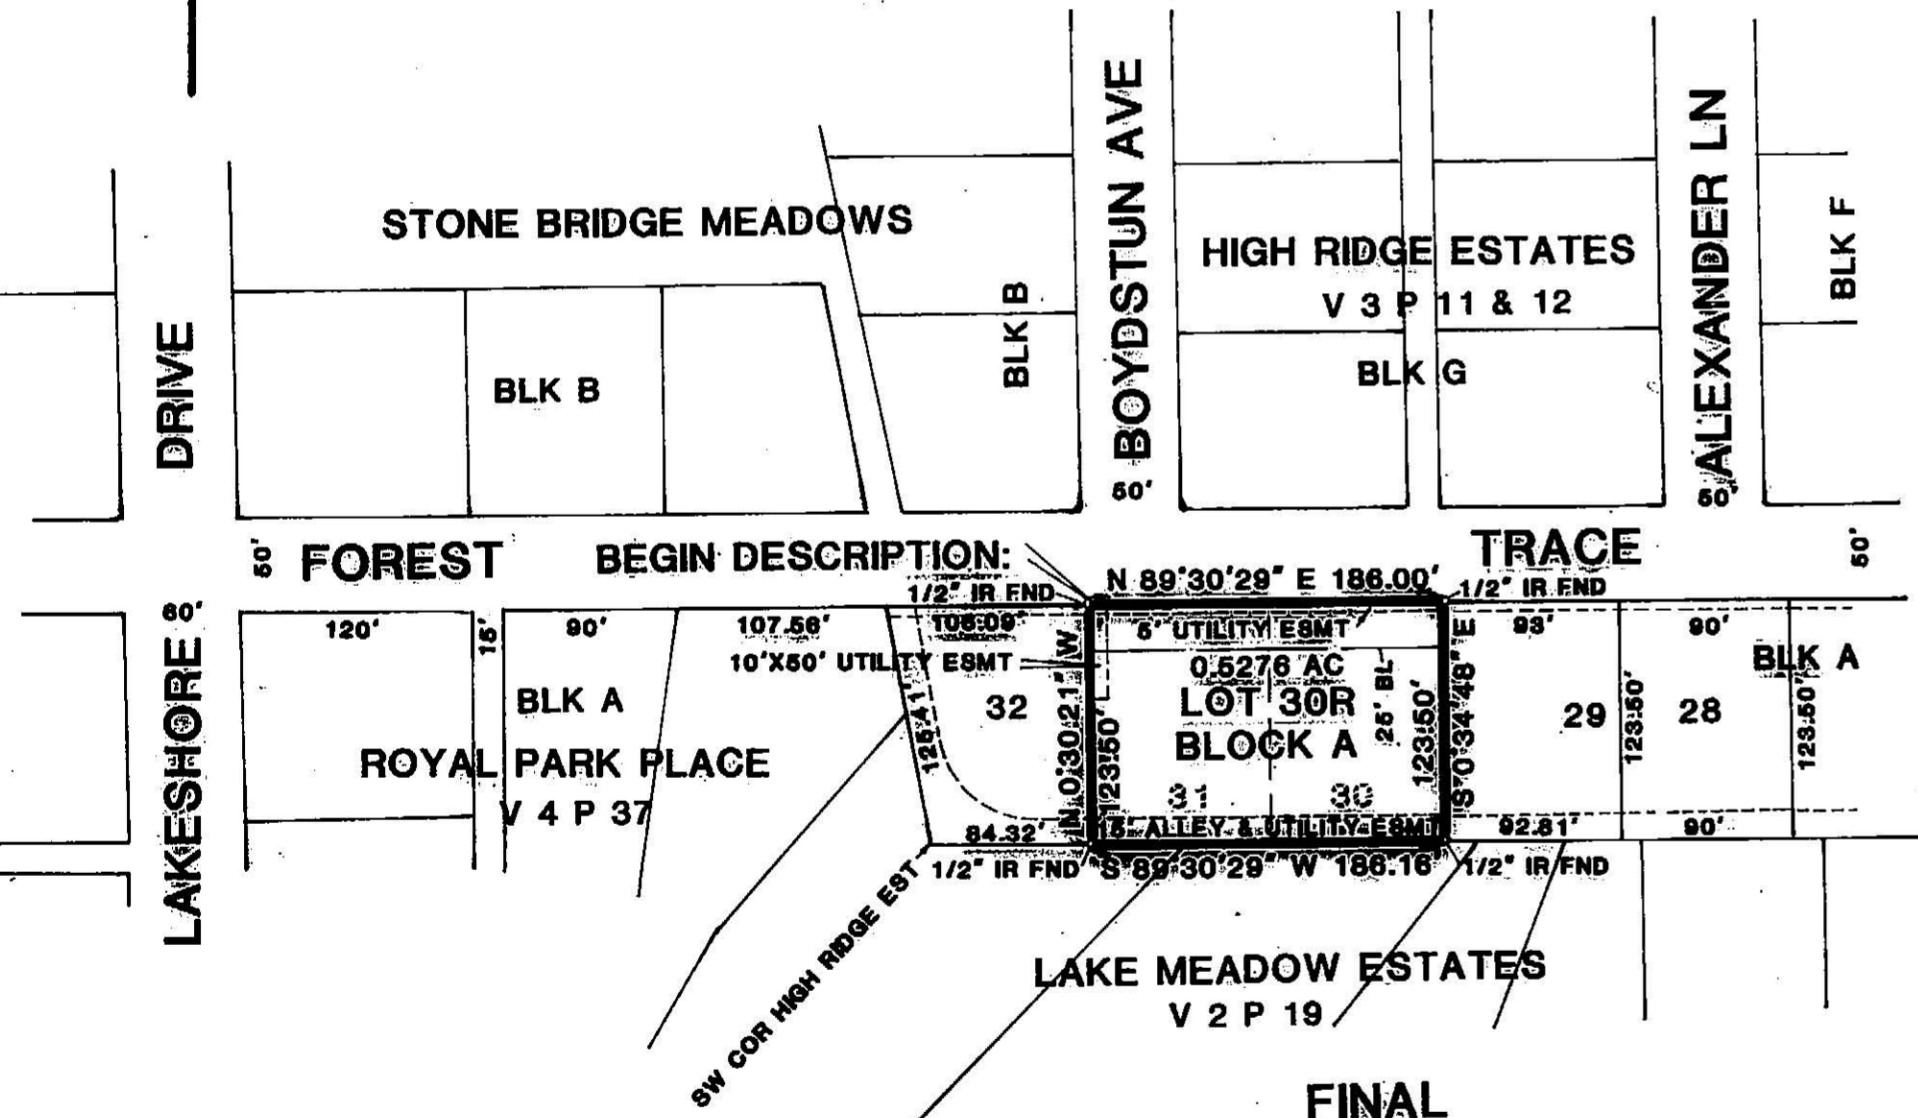 STONE BRIDGE MEADOWS
BOYDSTUN AVE
ALEXANDER LN
HIGH RIDGE ESTATES
V 3 P 11 & 12
BLK F
BLK B
BLK B
BLK G
DRIVE
50'
50'
50'
FOREST
BEGIN DESCRIPTION:
TRACE
50'
1/2" IR FND
N 89°30'29" E 186.00'
1/2" IR FND
60'
120'
15'
90'
107.56'
106.09'
5' UTILITY ESMT
93'
90'
10'X50' UTILITY ESMT
0.5276 AC
BLK A
BLK A
32
LOT 30R
25' BL
29
28
BLOCK A
125.41'
N 0°30'21" W
123.50'
123.50'
S 0°34'48" E
123.50'
123.50'
ROYAL PARK PLACE
V 4 P 37
31
30
LAKESHORE
84.32'
15' ALLEY & UTILITY ESMT
92.81'
90'
1/2" IR FND
S 89°30'29" W 186.16'
1/2" IR FND
SW COR HIGH RIDGE EST
LAKE MEADOW ESTATES
V 2 P 19
FINAL